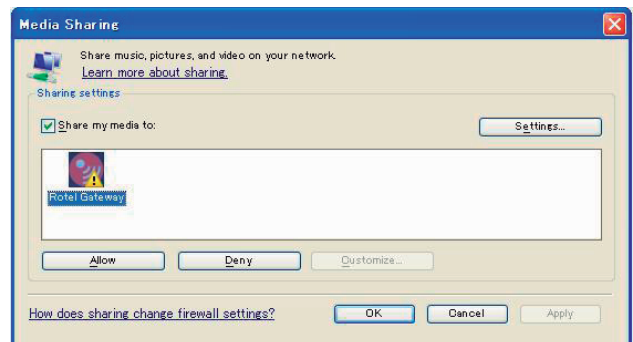 Media Sharing
Share music, pictures, and video on your network.
Learn more about sharing.
Sharing settings
Share my media to:
Settings...
Rotel Gateway
Allow
Deny
Customize...
How does sharing change firewall settings?
OK
Cancel
Apply